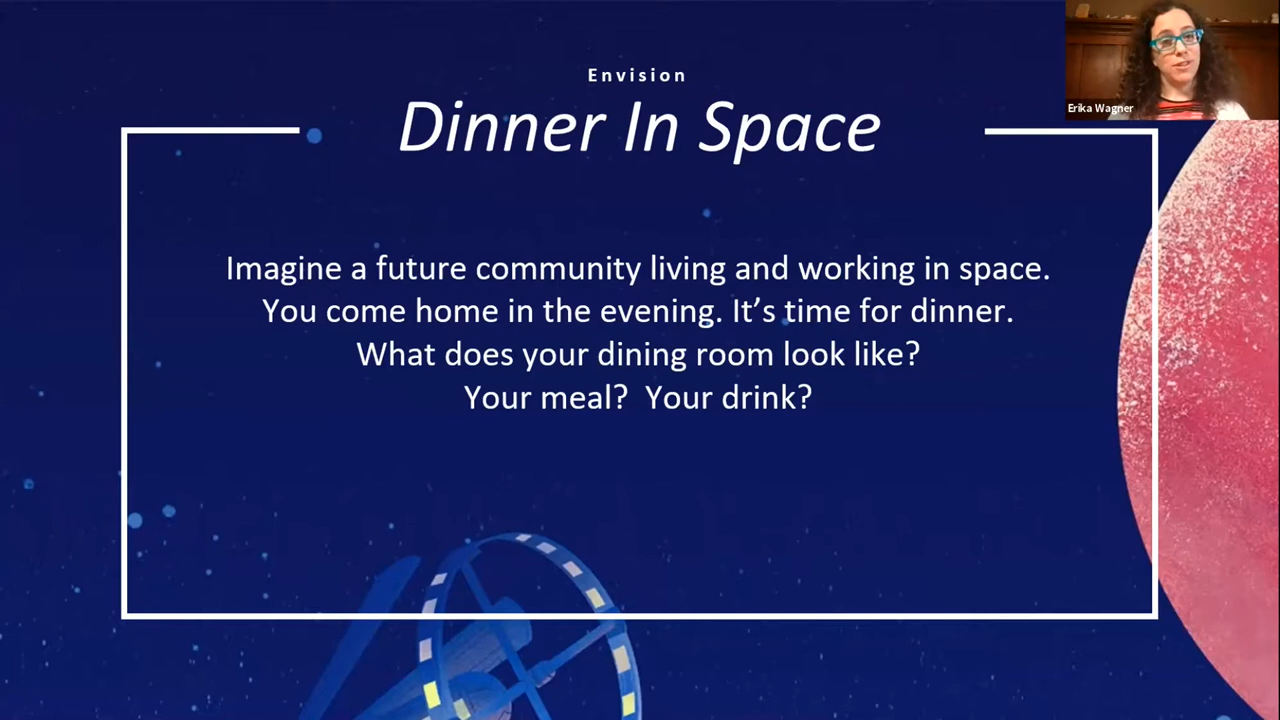 Envision
Dinner In Space
Erika Wagner
Imagine a future community living and working in space.
You come home in the evening. It’s time for dinner.
What does your dining room look like?
Your meal?  Your drink?